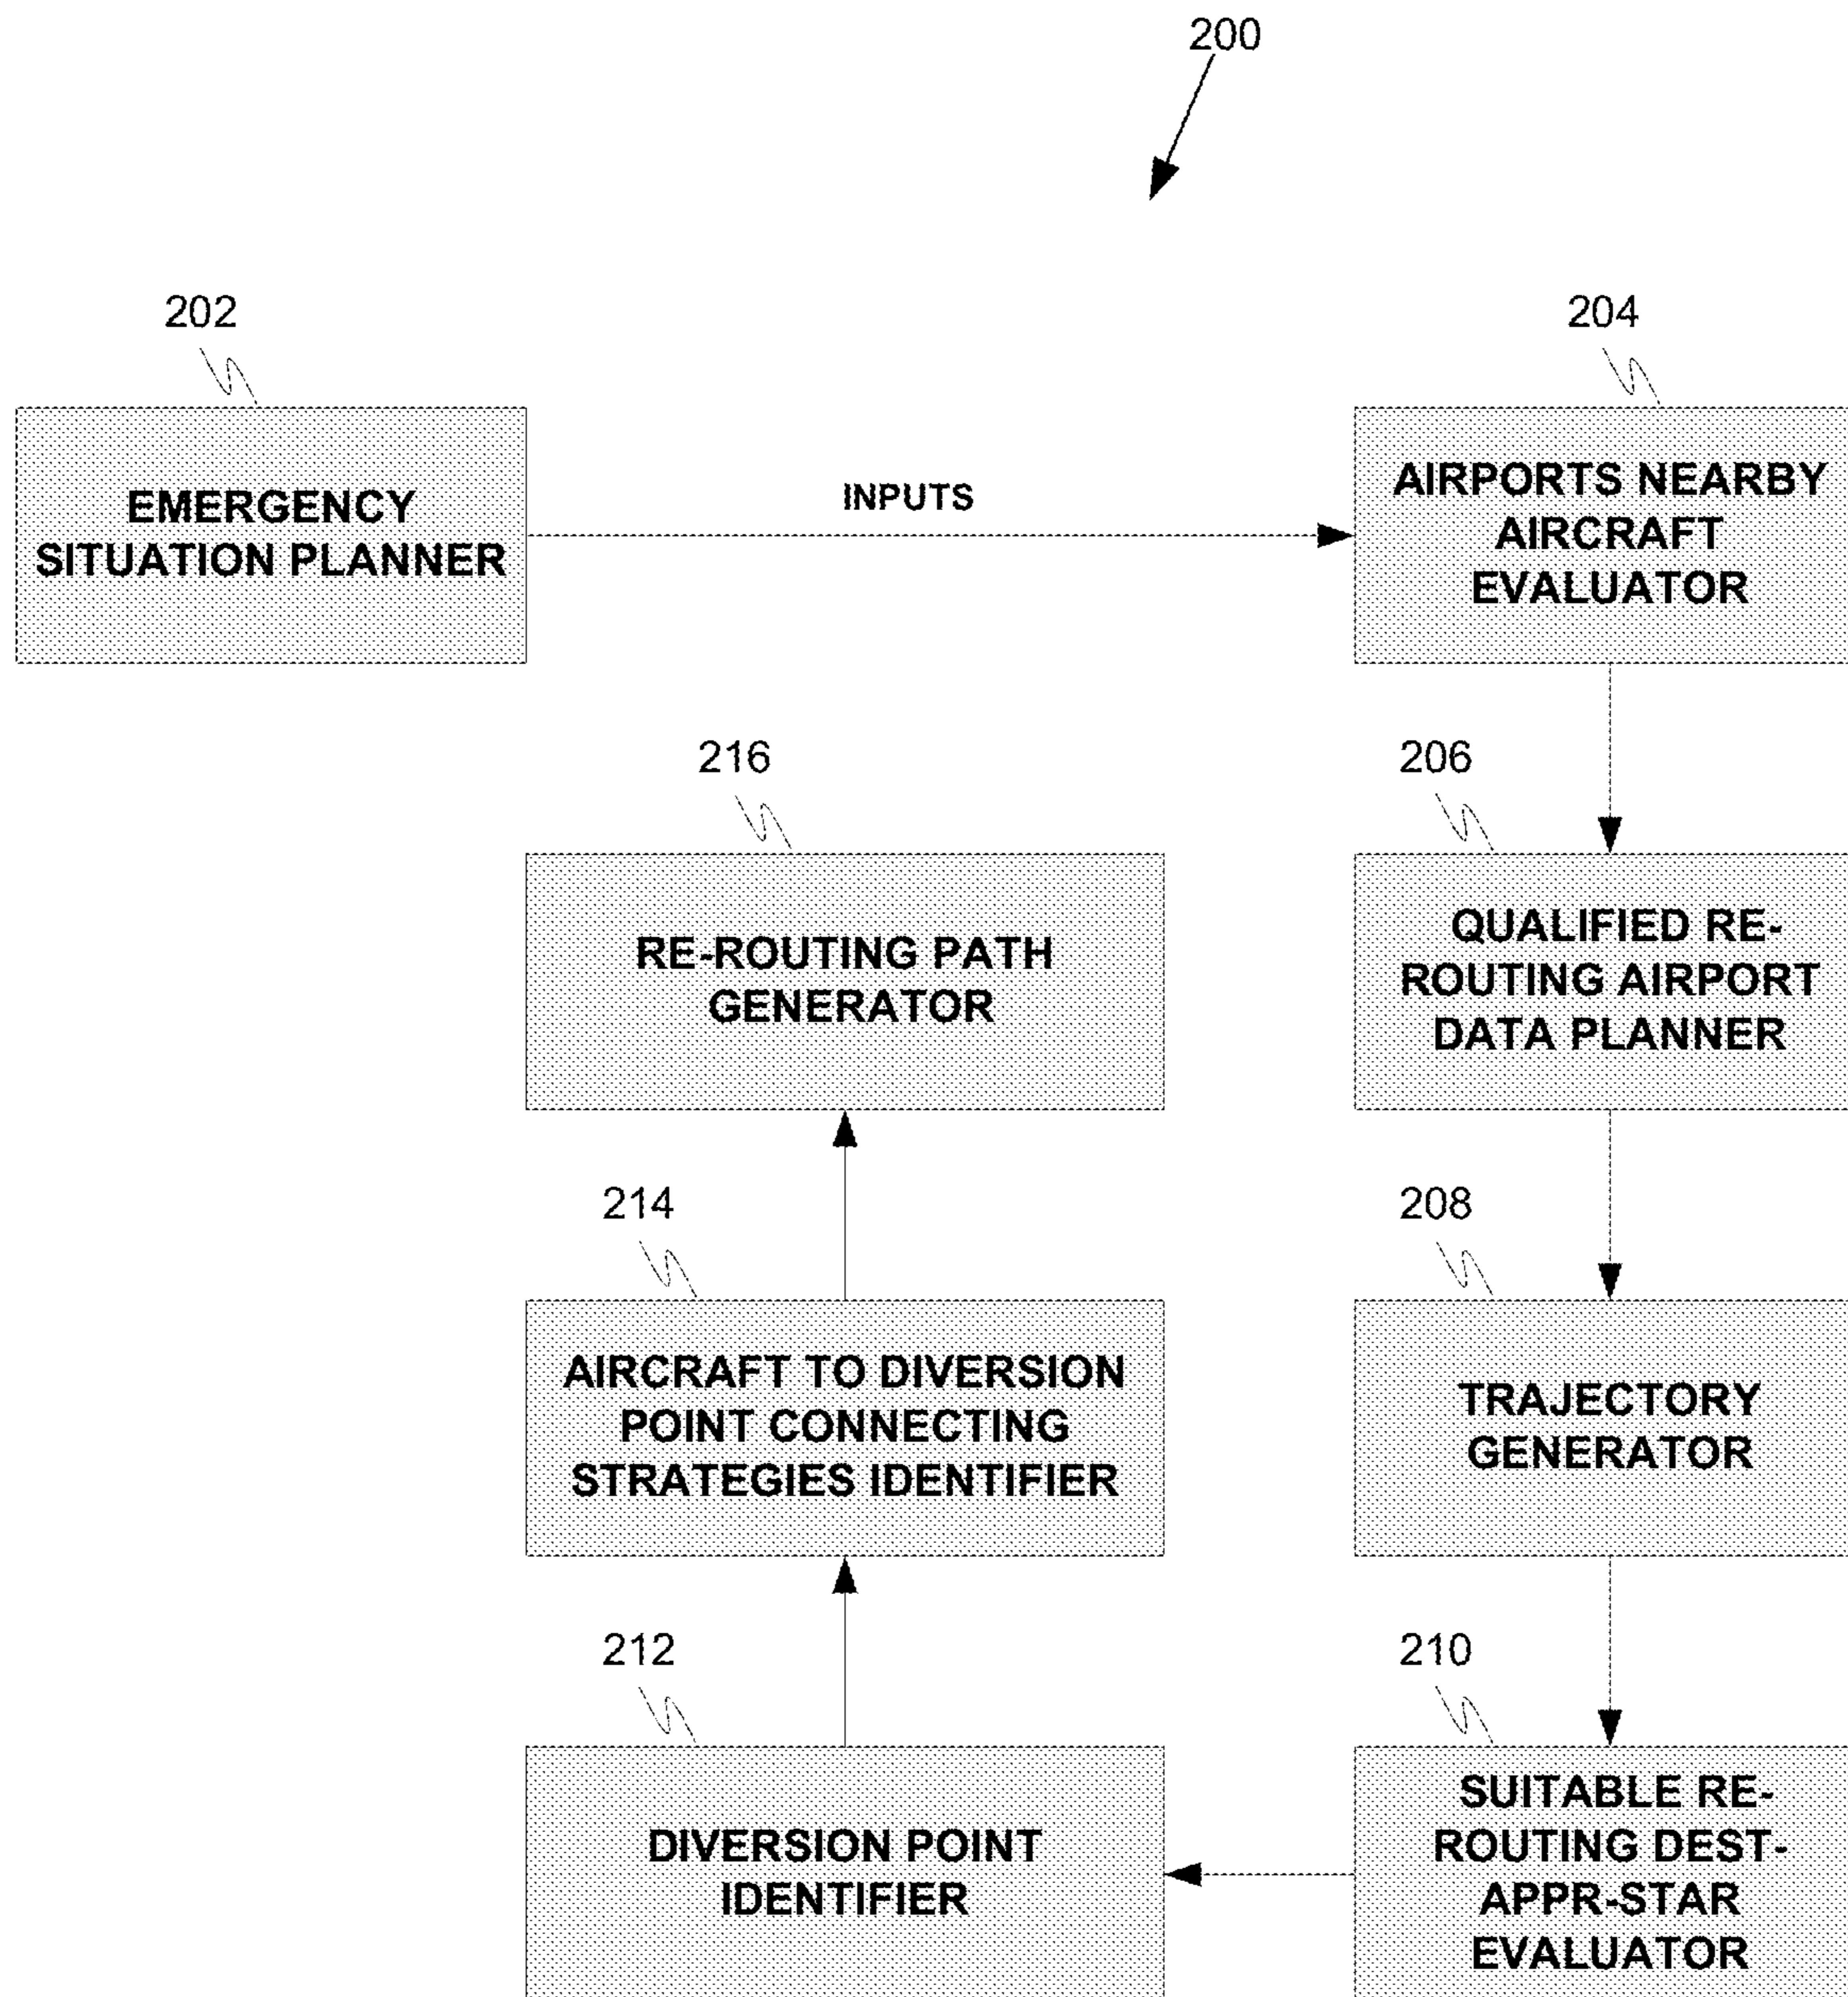 200
202
204
EMERGENCY
SITUATION PLANNER
INPUTS
AIRPORTS NEARBY
AIRCRAFT
EVALUATOR
216
206
RE-ROUTING PATH
GENERATOR
QUALIFIED RE-
ROUTING AIRPORT
DATA PLANNER
214
208
AIRCRAFT TO DIVERSION
POINT CONNECTING
STRATEGIES IDENTIFIER
TRAJECTORY
GENERATOR
212
210
DIVERSION POINT
IDENTIFIER
SUITABLE RE-
ROUTING DEST-
APPR-STAR
EVALUATOR